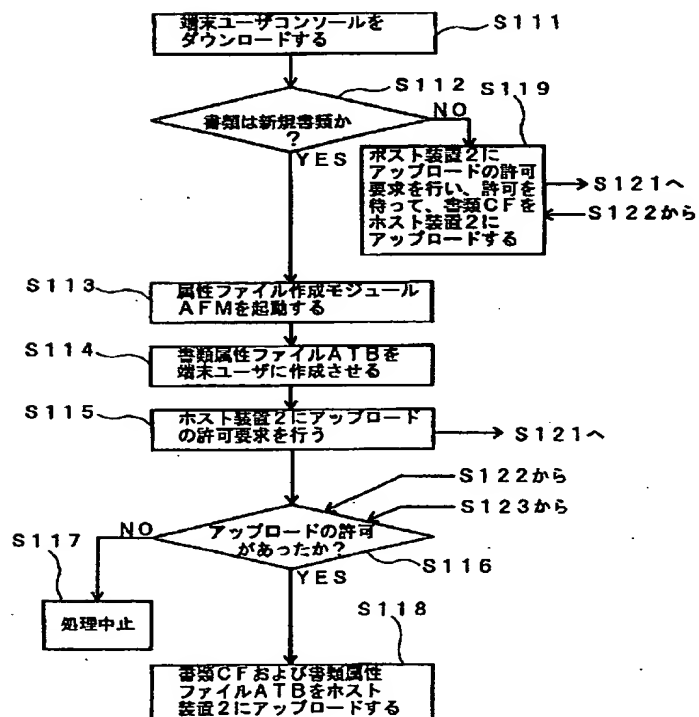 端末ユーザコンソールを
ダウンロードする
S111
S112
S119
書類は新規書類か
?
NO
YES
ホスト装置2に
アップロードの許可
要求を行い、許可を
待って、書類CFを
ホスト装置2に
アップロードする
S121へ
S122から
S113
属性ファイル作成モジュール
AFMを起動する
S114
書類属性ファイルATBを
端末ユーザに作成させる
S115
ホスト装置2にアップロード
の許可要求を行う
S121へ
S122から
S123から
S117
NO
アップロードの許可
があったか?
S116
YES
処理中止
S118
書類CFおよび書類属性
ファイルATBをホスト
装置2にアップロードする